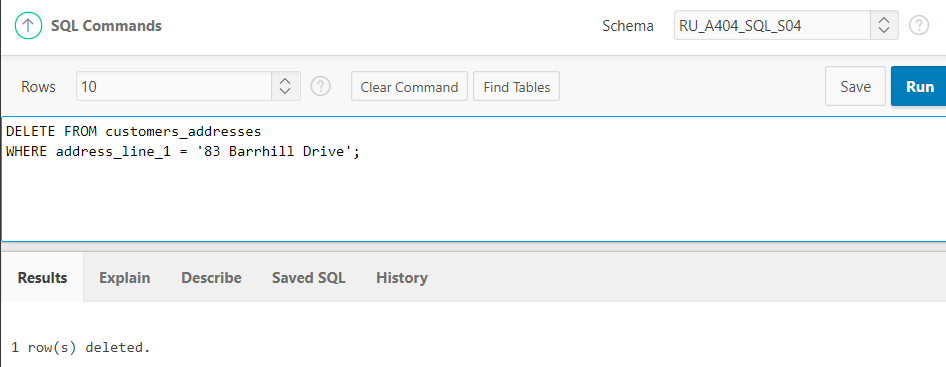 SQL Commands Schema RU_A404_SQL_S04 ?
Rows 10 ? Clear Command Find Tables Save Run
DELETE FROM customers_addresses
WHERE address_line_1 = '83 Barrhill Drive';
Results Explain Describe Saved SQL History
1 row(s) deleted.